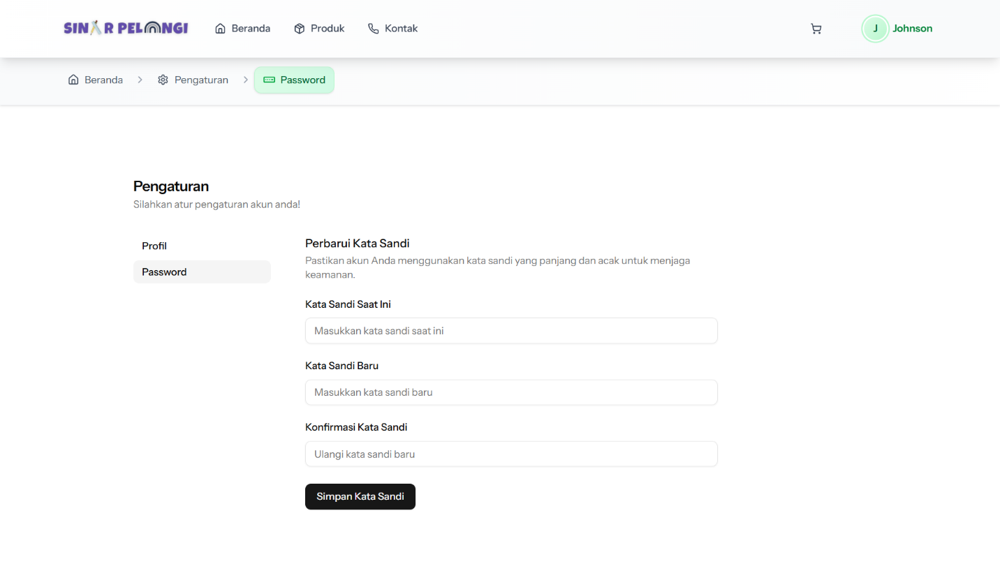 SINAR PELANGI
Beranda
Produk
Kontak
J
Johnson
Beranda
Pengaturan
Password
Pengaturan
Silahkan atur pengaturan akun anda!
Profil
Password
Perbarui Kata Sandi
Pastikan akun Anda menggunakan kata sandi yang panjang dan acak untuk menjaga
keamanan.
Kata Sandi Saat Ini
Masukkan kata sandi saat ini
Kata Sandi Baru
Masukkan kata sandi baru
Konfirmasi Kata Sandi
Ulangi kata sandi baru
Simpan Kata Sandi